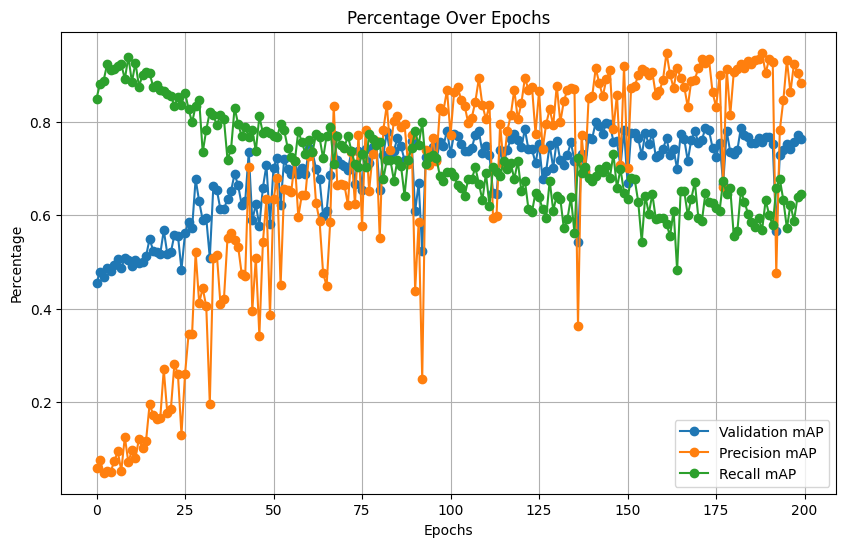 Percentage Over Epochs
Percentage
0.8
0.6
0.4
0.2
0 25 50 75 100 125 150 175 200
Epochs
Validation mAP
Precision mAP
Recall mAP